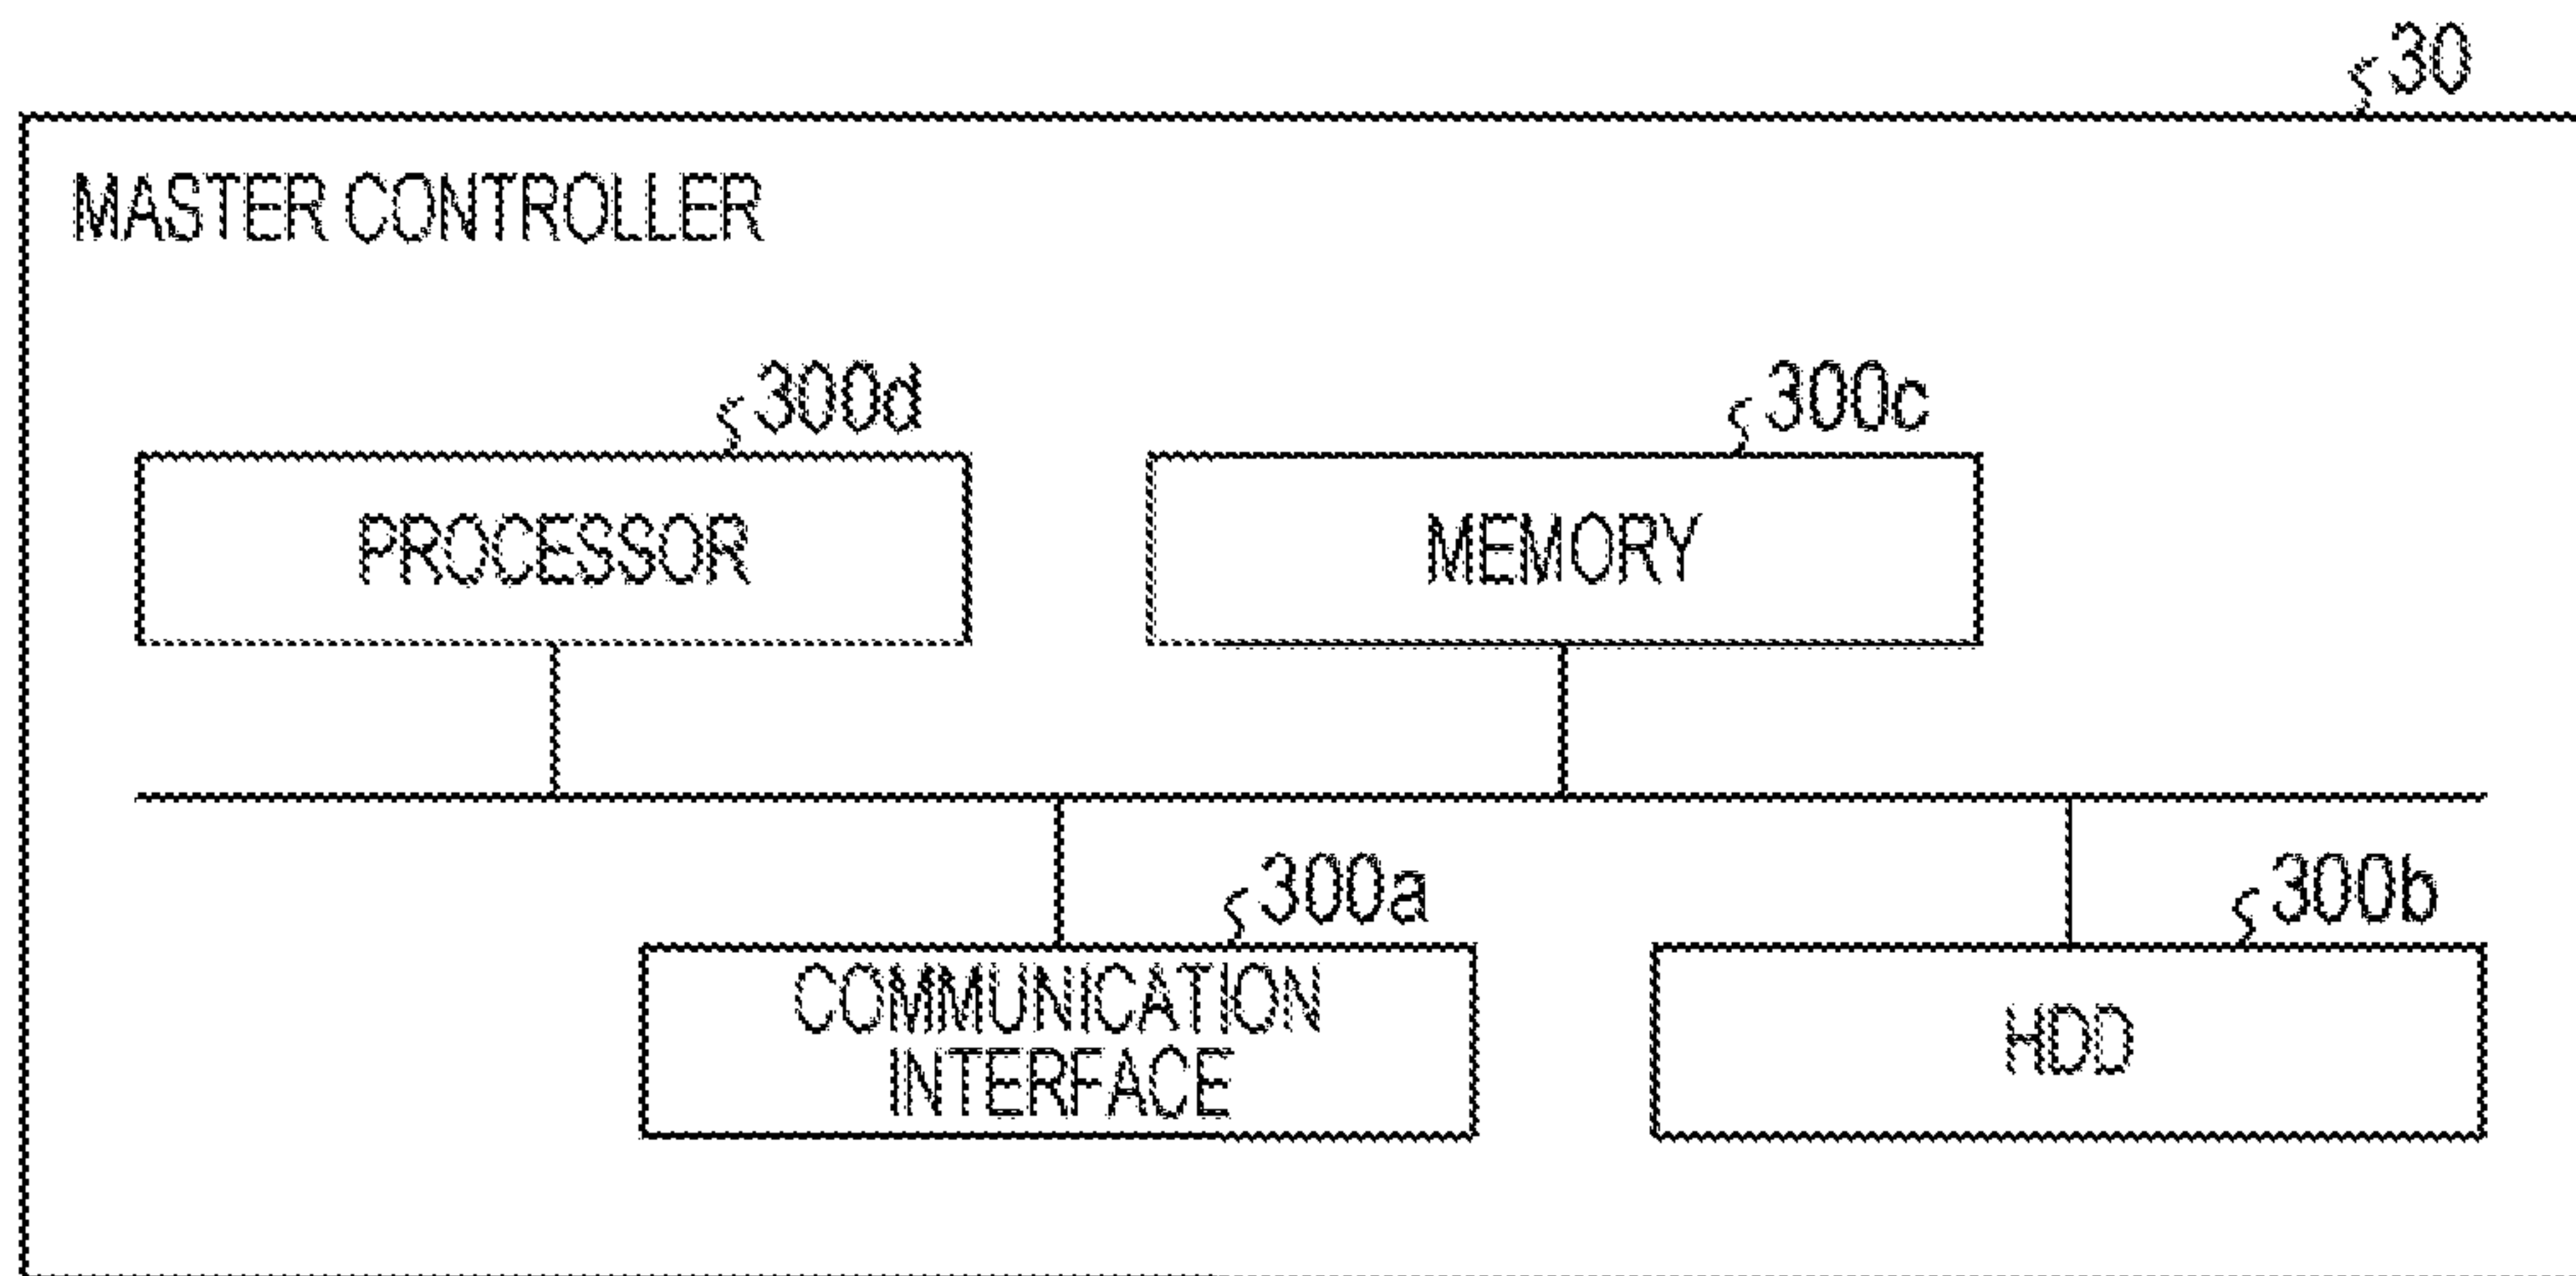 30
MASTER CONTROLLER
300d
300c
PROCESSOR
MEMORY
300a
300b
COMMUNICATION
INTERFACE
HDD